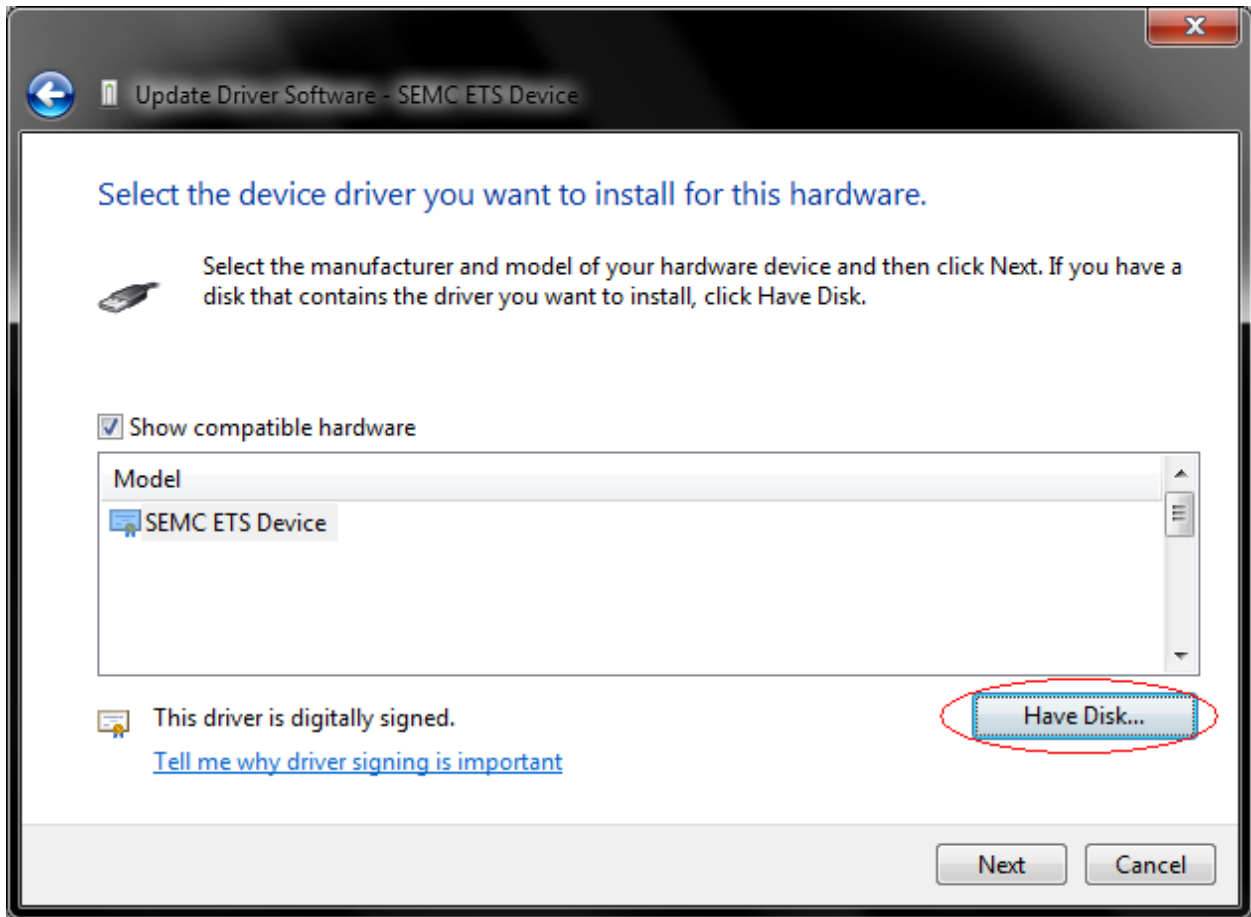 Update Driver Software - SEMC ETS Device
Select the device driver you want to install for this hardware.
Select the manufacturer and model of your hardware device and then click Next. If you have a
disk that contains the driver you want to install, click Have Disk.
Show compatible hardware
Model
SEMC ETS Device
This driver is digitally signed.
Have Disk...
Tell me why driver signing is important
Next
Cancel